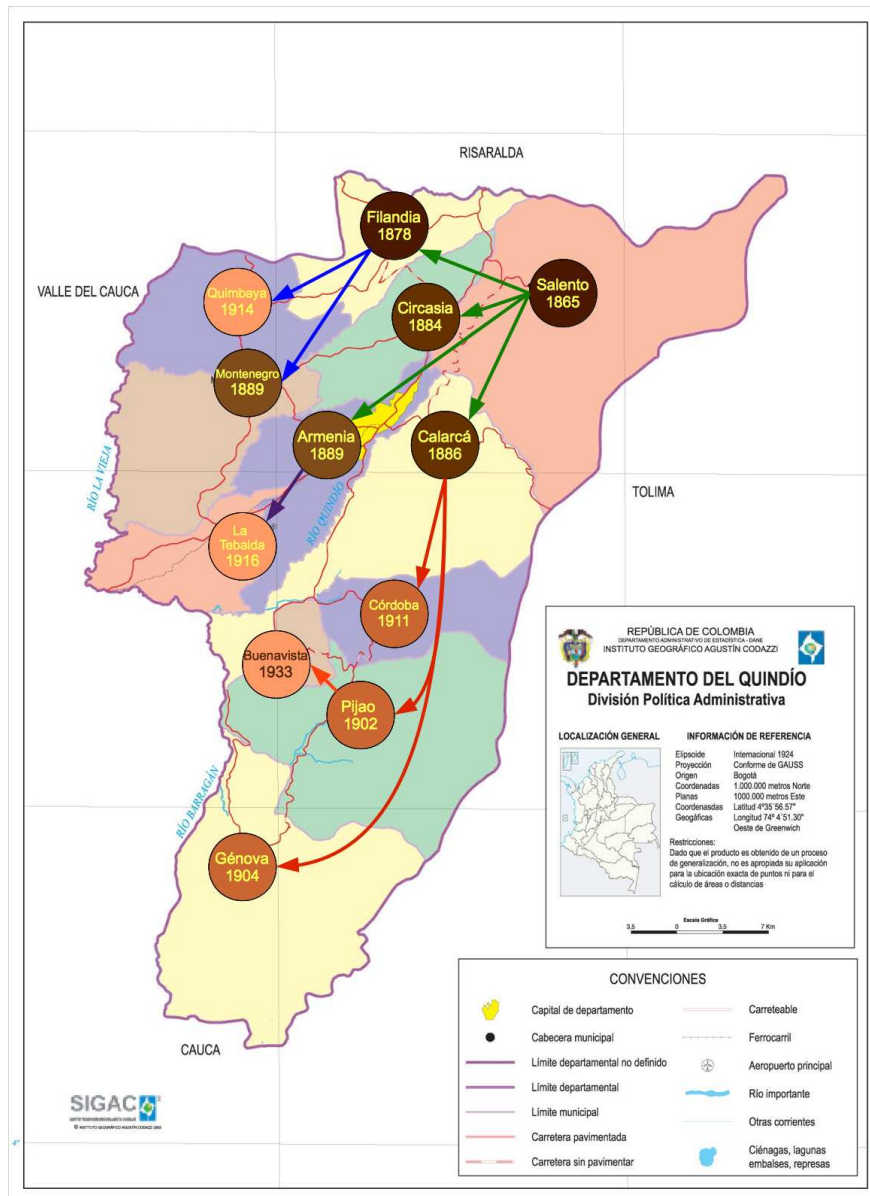 RISARALDA
Filandia
1878
VALLE DEL CAUCA
Quimbaya
1914
Salento
1865
Circasia
1884
Montenegro
1889
Armenia
1889
Calarcá
1886
RÍO LA VIEJA
RÍO QUINDÍO
TOLIMA
La
Tebaida
1916
Córdoba
1911
Buenavista
1933
Pijao
1902
RÍO BARRAGÁN
Génova
1904
CAUCA
REPÚBLICA DE COLOMBIA
DEPARTAMENTO ADMINISTRATIVO DE ESTADÍSTICA - DANE
INSTITUTO GEOGRÁFICO AGUSTÍN CODAZZI
DEPARTAMENTO DEL QUINDÍO
División Política Administrativa
LOCALIZACIÓN GENERAL
INFORMACIÓN DE REFERENCIA
Elipsoide Internacional 1924
Proyección Conforme de GAUSS
Origen Bogotá
Coordenadas 1.000.000 metros Norte
Planas 1000.000 metros Este
Coordenasdas Latitud 4°35´56.57"
Geogáficas Longitud 74° 4´51.30"
Oeste de Greenwich
Restricciones:
Dado que el producto es obtenido de un proceso
de generalización, no es apropiada su aplicación
para la ubicación exacta de puntos ni para el
cálculo de áreas o distancias
Escala Gráfica
3,5 0 3,5 7 Km
CONVENCIONES
Capital de departamento
Cabecera municipal
Límite departamental no definido
Límite departamental
Límite municipal
Carretera pavimentada
Carretera sin pavimentar
Carreteable
Ferrocarril
Aeropuerto principal
Río importante
Otras corrientes
Ciénagas, lagunas
embalses, represas
SIGAC
© INSTITUTO GEOGRÁFICO AGUSTÍN CODAZZI
4°